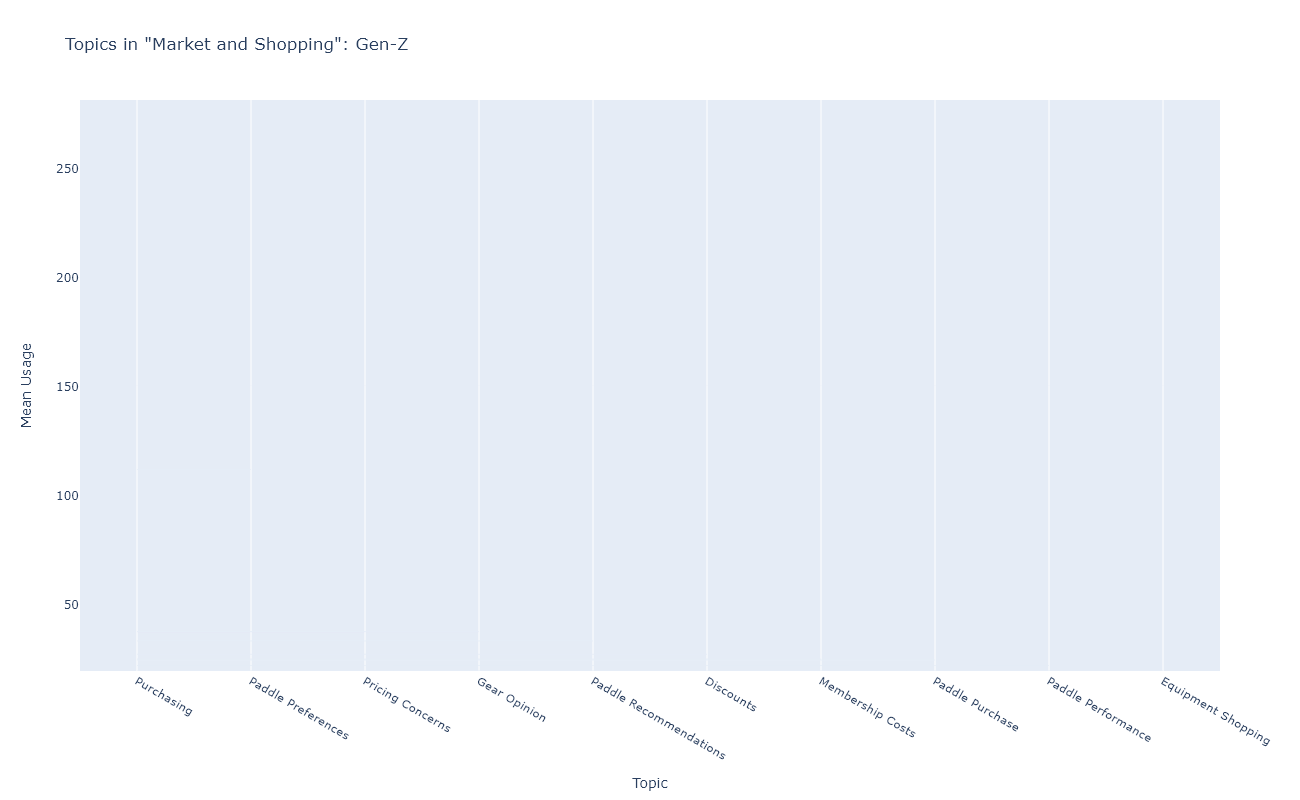 Topics in "Market and Shopping": Gen-Z
250
200
150
100
50
Mean Usage
Purchasing
Paddle Preferences
Pricing Concerns
Gear Opinion
Paddle Recommendations
Discounts
Membership Costs
Paddle Purchase
Paddle Performance
Equipment Shopping
Topic